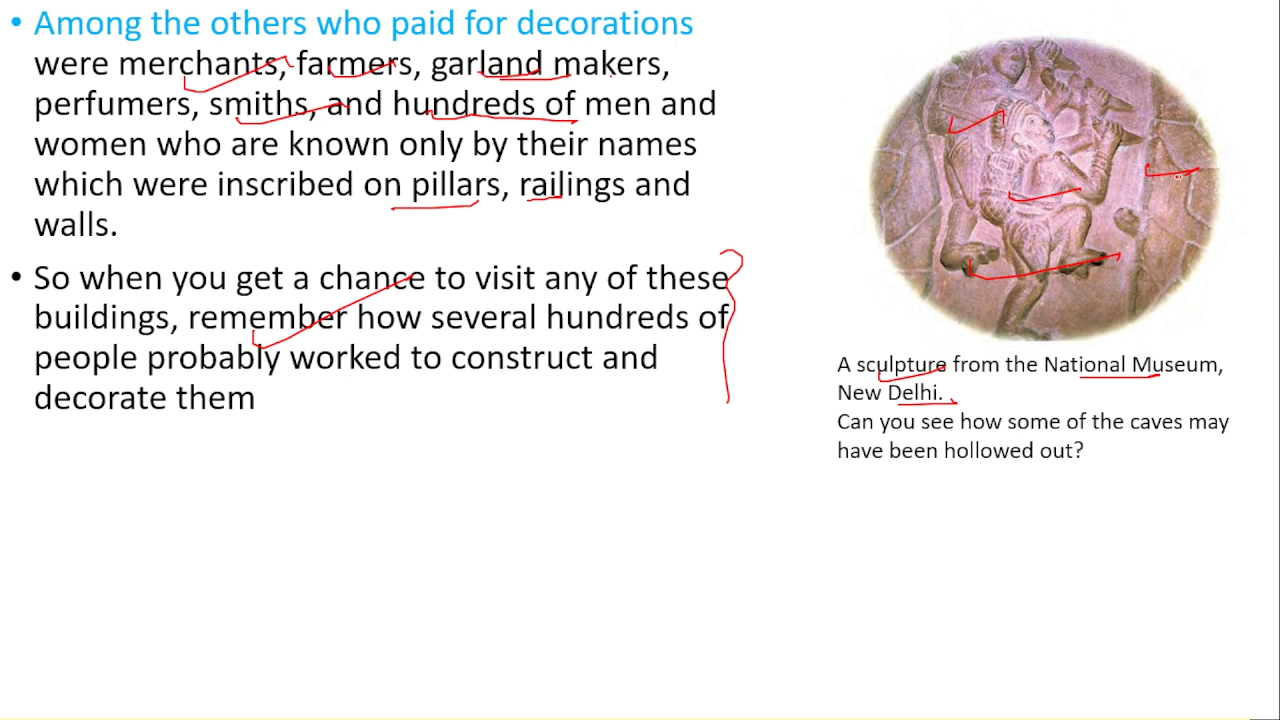 • Among the others who paid for decorations
were merchants, farmers, garland makers,
perfumers, smiths, and hundreds of men and
women who are known only by their names
which were inscribed on pillars, railings and
walls.
• So when you get a chance to visit any of these
buildings, remember how several hundreds of
people probably worked to construct and
decorate them
A sculpture from the National Museum,
New Delhi.
Can you see how some of the caves may
have been hollowed out?